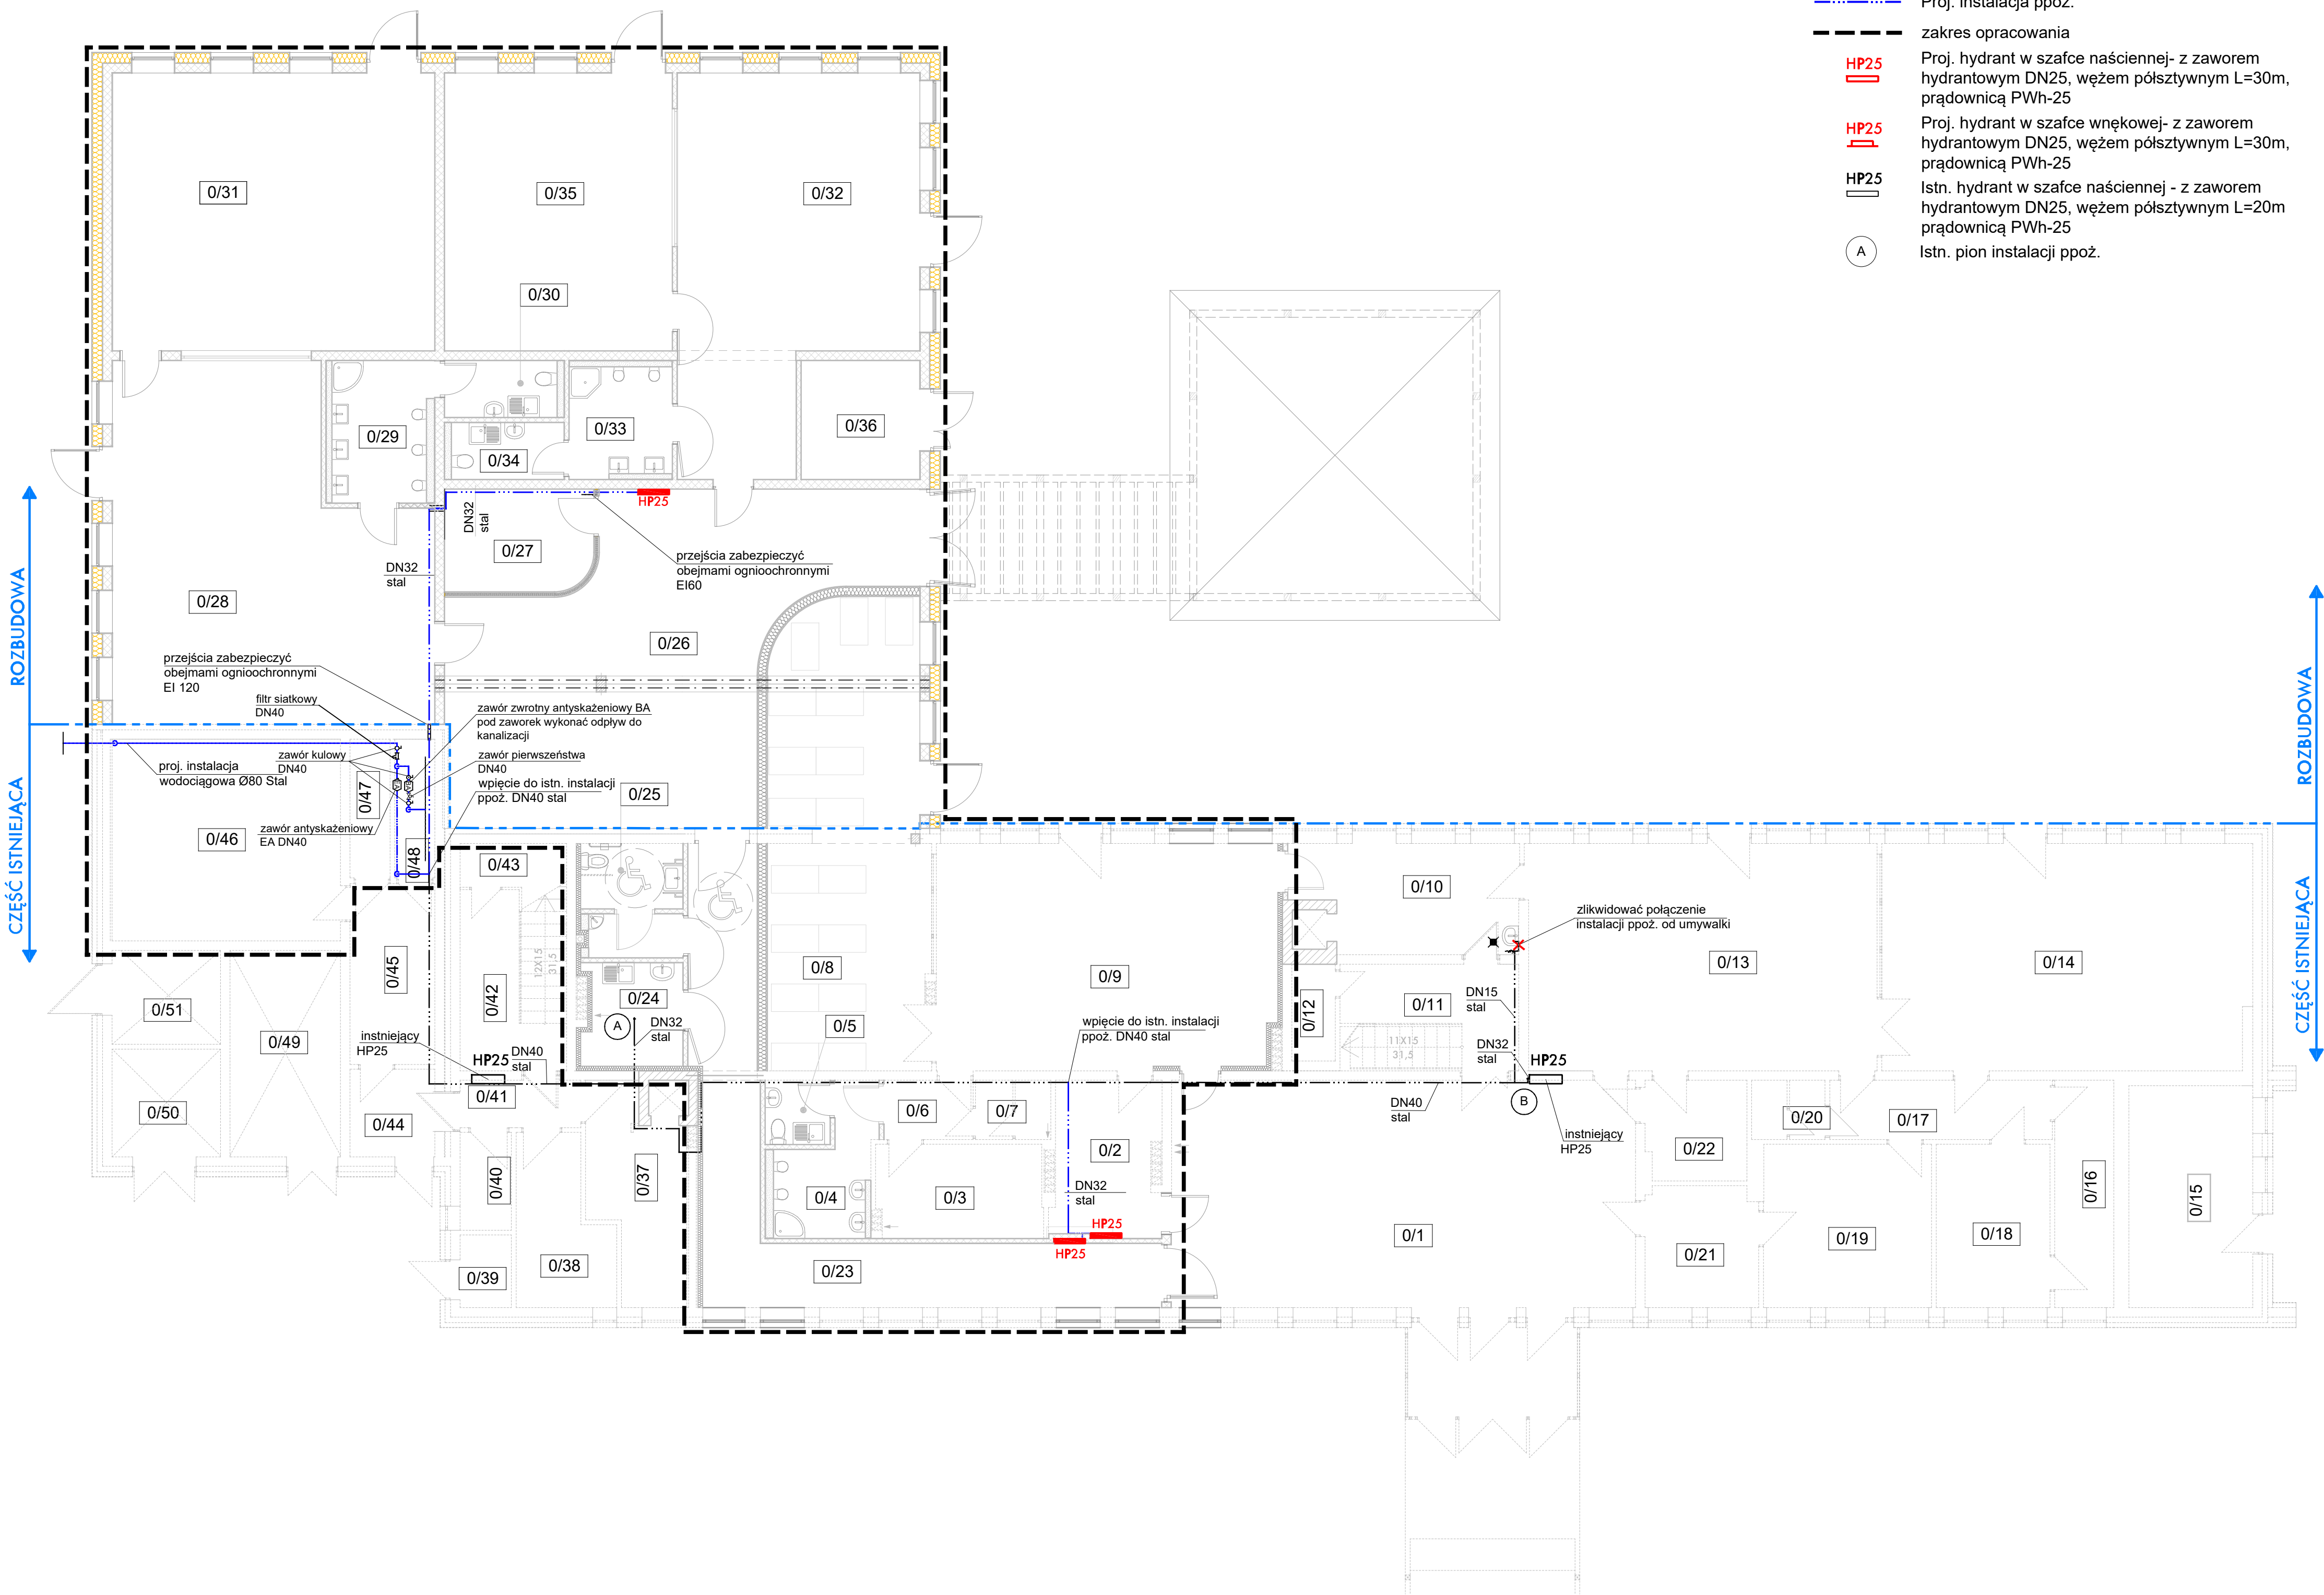 Proj. instalacja ppoż.
zakres opracowania
HP25
Proj. hydrant w szafce naściennej- z zaworem
hydrantowym DN25, wężem półsztywnym L=30m,
prądownicą PWh-25
HP25
Proj. hydrant w szafce wnękowej- z zaworem
hydrantowym DN25, wężem półsztywnym L=30m,
prądownicą PWh-25
HP25
Istn. hydrant w szafce naściennej - z zaworem
hydrantowym DN25, wężem półsztywnym L=20m
prądownicą PWh-25
A
Istn. pion instalacji ppoż.
0/31
0/35
0/32
0/30
0/29
0/34
0/33
0/36
HP25
DN32
stal
0/27
przejścia zabezpieczyć
obejmami ognioochronnymi
EI60
DN32
stal
0/28
0/26
ROZBUDOWA
CZĘŚĆ ISTNIEJĄCA
ROZBUDOWA
CZĘŚĆ ISTNIEJĄCA
przejścia zabezpieczyć
obejmami ognioochronnymi
EI 120
filtr siatkowy
DN40
zawór zwrotny antyskażeniowy BA
pod zaworek wykonać odpływ do
kanalizacji
zawór kulowy
DN40
zawór pierwszeństwa
DN40
proj. instalacja
wodociągowa Ø80 Stal
wpięcie do istn. instalacji
ppoż. DN40 stal
0/47
0/25
0/46
zawór antyskażeniowy
EA DN40
0/48
0/43
0/10
zlikwidować połączenie
instalacji ppoż. od umywalki
0/45
0/42
12X15
31,5
0/8
0/9
0/13
0/14
0/51
0/24
0/5
0/12
0/11
DN15
stal
A
DN32
stal
wpięcie do istn. instalacji
ppoż. DN40 stal
11X15
31,5
0/49
instniejący
HP25
HP25
DN40
stal
DN32
stal
HP25
0/41
0/50
0/44
0/6
0/7
DN40
stal
B
0/20
0/17
instniejący
HP25
0/2
0/22
0/40
0/37
0/4
0/3
DN32
stal
0/16
0/15
HP25
HP25
0/1
0/21
0/19
0/18
0/39
0/38
0/23